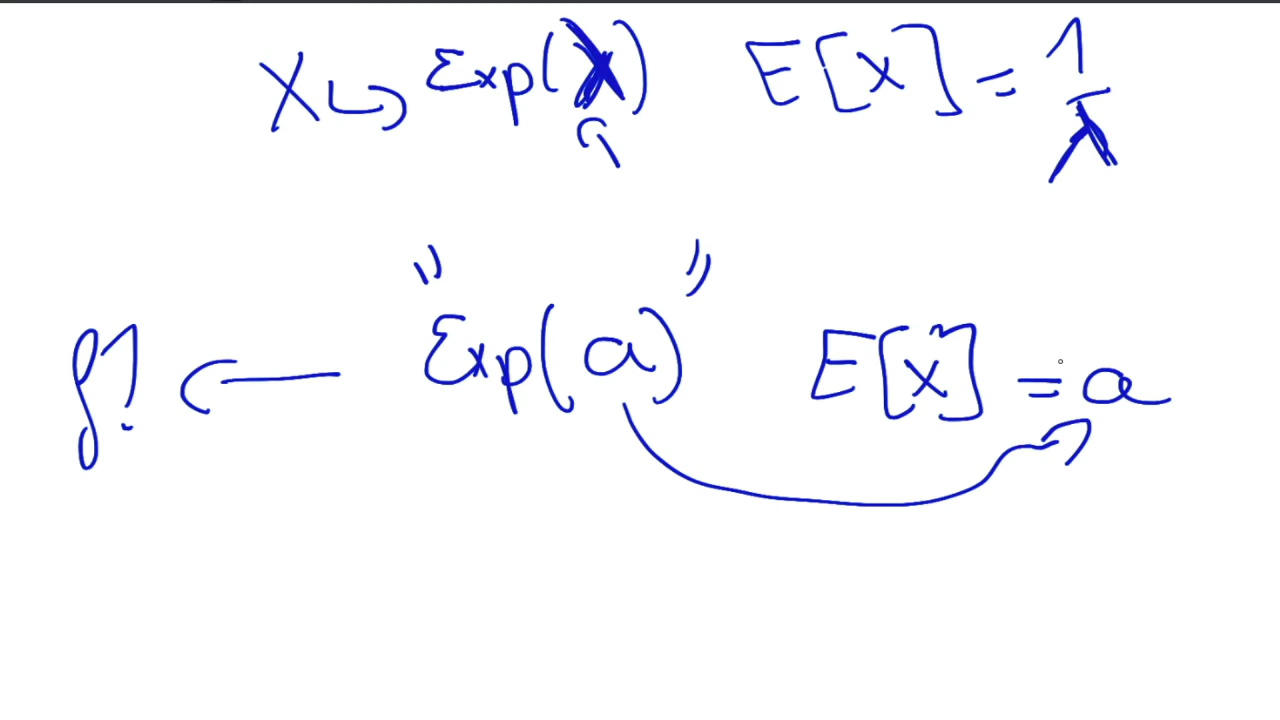 X ↪ Exp(λ) E[X] = 1/λ
" Exp(a) "
f? ← E[X] = a